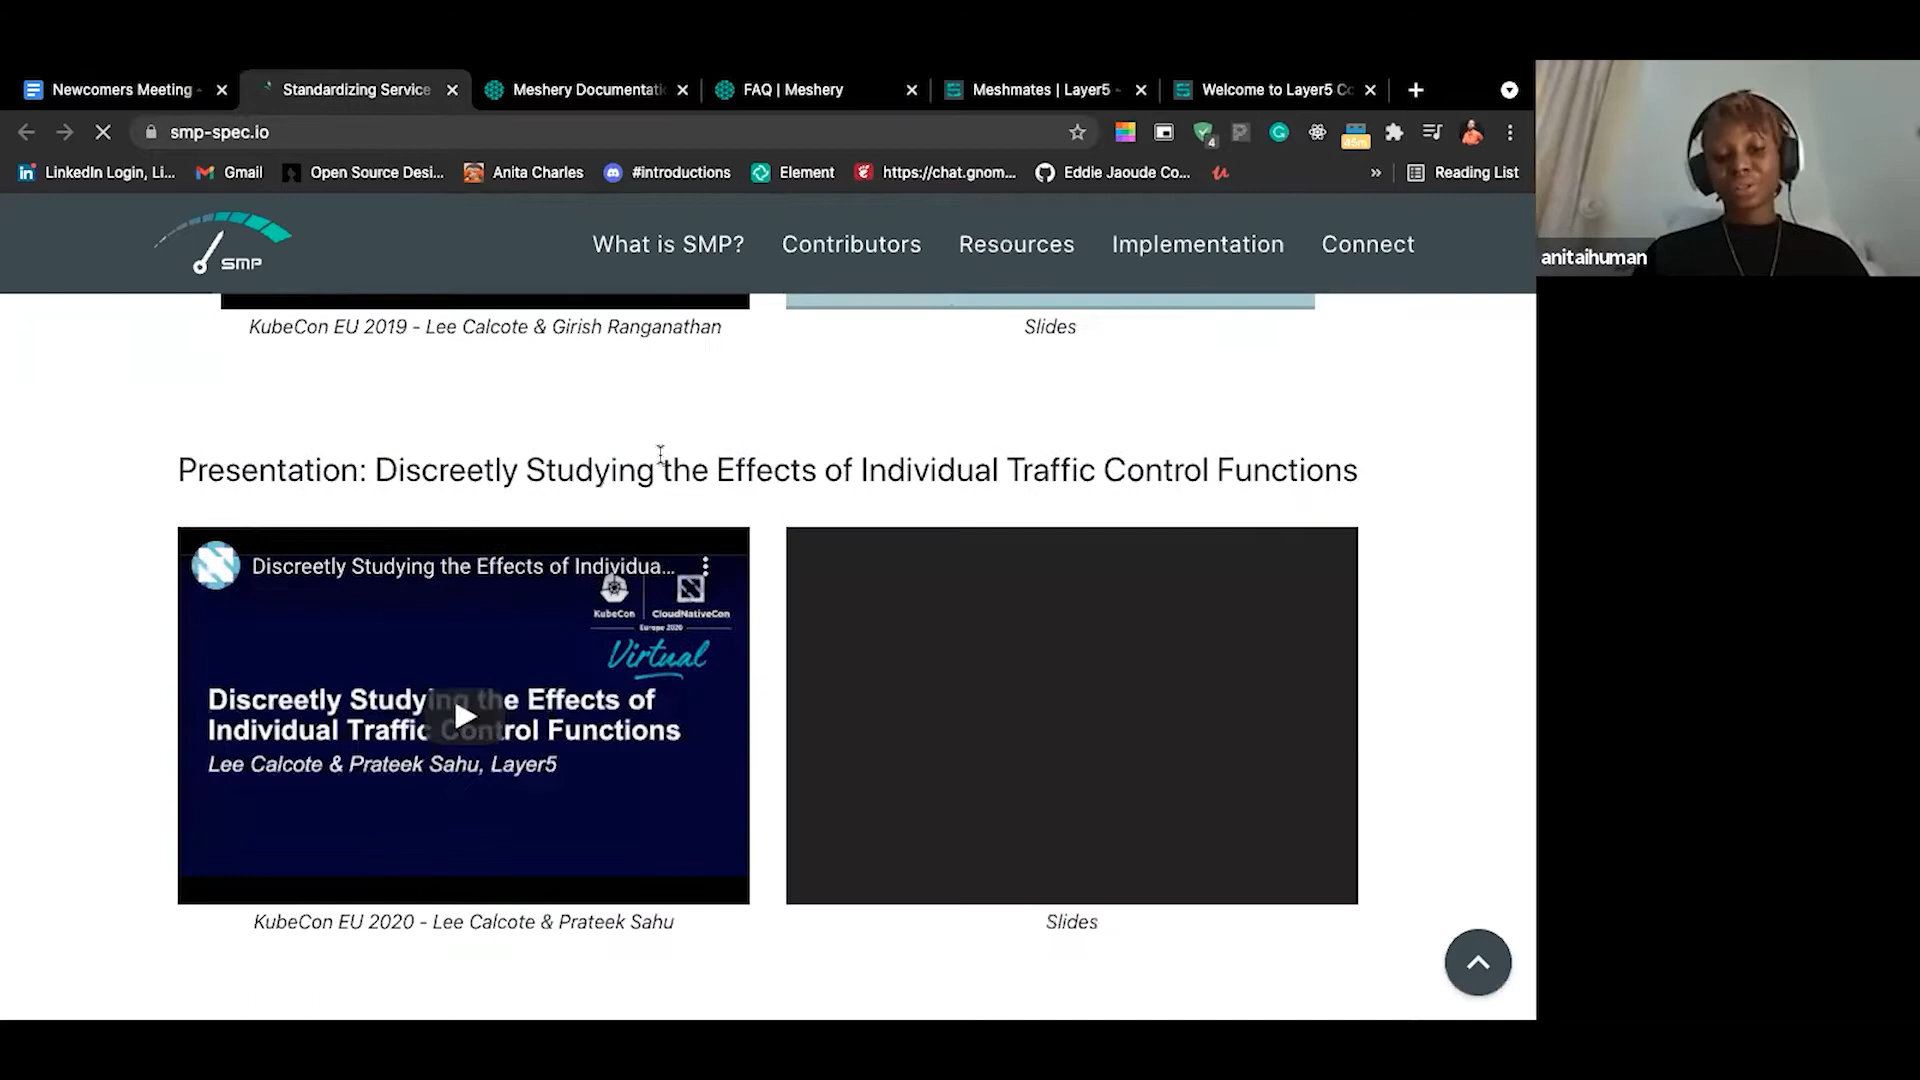 Newcomers Meeting -
Standardizing Service
Meshery Documentati
FAQ | Meshery
Meshmates | Layer5 -
Welcome to Layer5 Co
smp-spec.io
4
45m
LinkedIn Login, Li...
Gmail
Open Source Desi...
Anita Charles
#introductions
Element
https://chat.gnom...
Eddie Jaoude Co...
»
Reading List
SMP
What is SMP?
Contributors
Resources
Implementation
Connect
anitaihuman
KubeCon EU 2019 - Lee Calcote & Girish Ranganathan
Slides
Presentation: Discreetly Studying the Effects of Individual Traffic Control Functions
Discreetly Studying the Effects of Individua...
KubeCon
CloudNativeCon
Europe 2020
Virtual
Discreetly Studying the Effects of
Individual Traffic Control Functions
Lee Calcote & Prateek Sahu, Layer5
KubeCon EU 2020 - Lee Calcote & Prateek Sahu
Slides